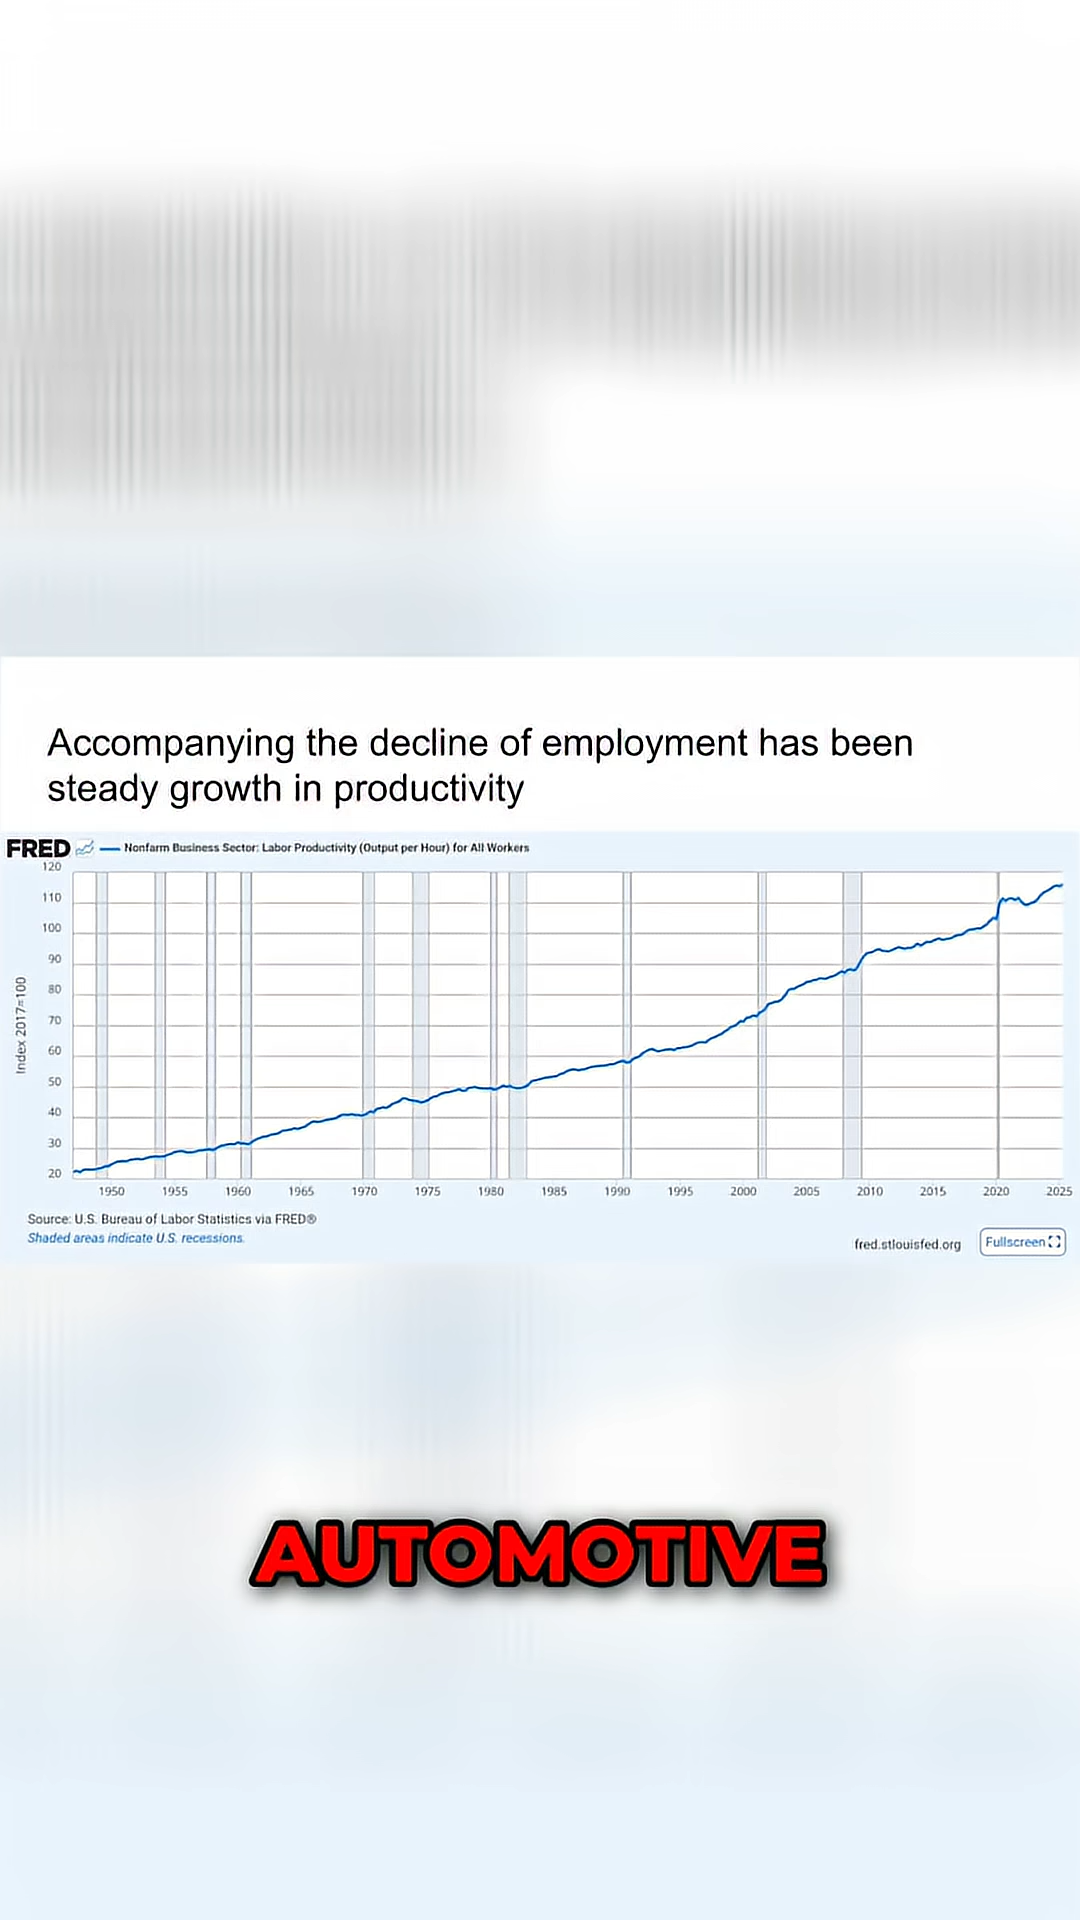 Accompanying the decline of employment has been
steady growth in productivity
FRED Nonfarm Business Sector: Labor Productivity (Output per Hour) for All Workers
120
110
100
90
80
70
60
50
40
30
20
Index 2017=100
1950 1955 1960 1965 1970 1975 1980 1985 1990 1995 2000 2005 2010 2015 2020 2025
Source: U.S. Bureau of Labor Statistics via FRED®
Shaded areas indicate U.S. recessions.
fred.stlouisfed.org Fullscreen
AUTOMOTIVE